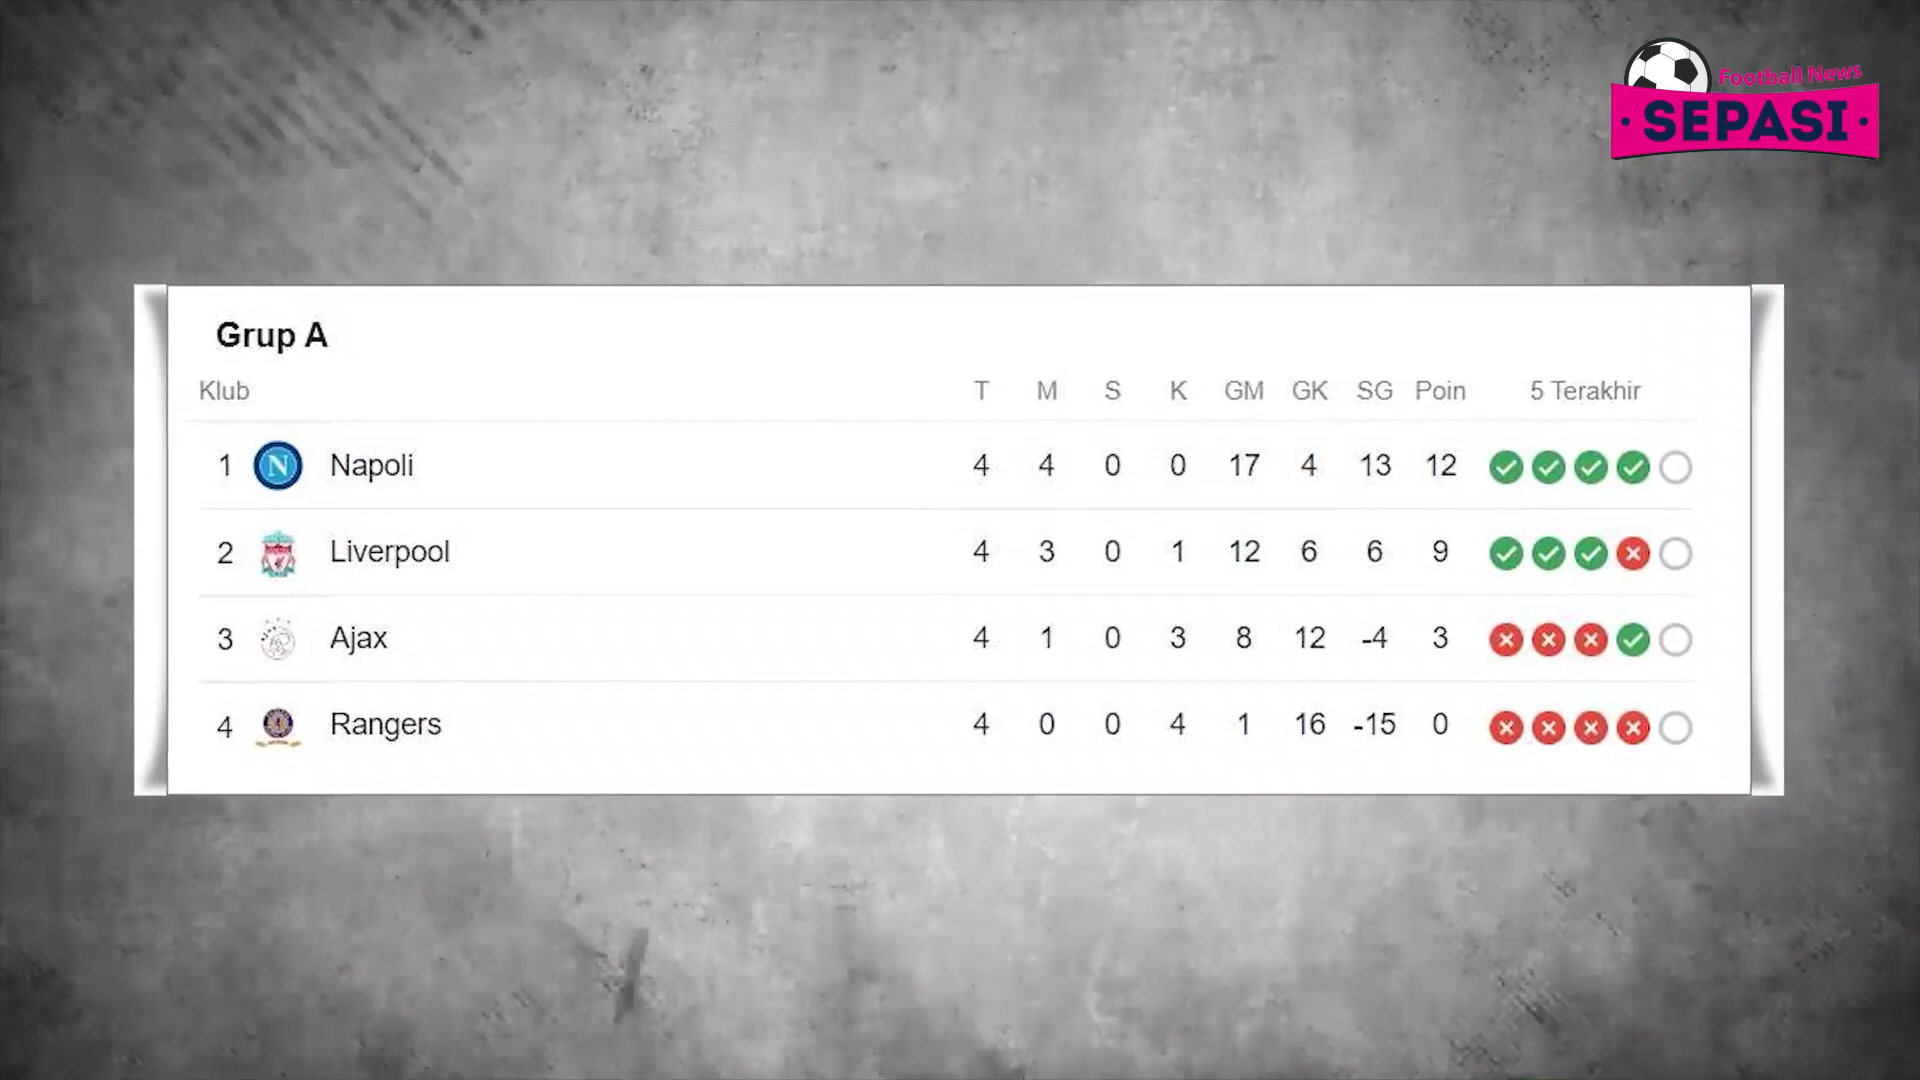 Football News
• SEPASI •
Grup A
Klub T M S K GM GK SG Poin 5 Terakhir
1 N Napoli 4 4 0 0 17 4 13 12
2 Liverpool 4 3 0 1 12 6 6 9
3 Ajax 4 1 0 3 8 12 -4 3
4 Rangers 4 0 0 4 1 16 -15 0